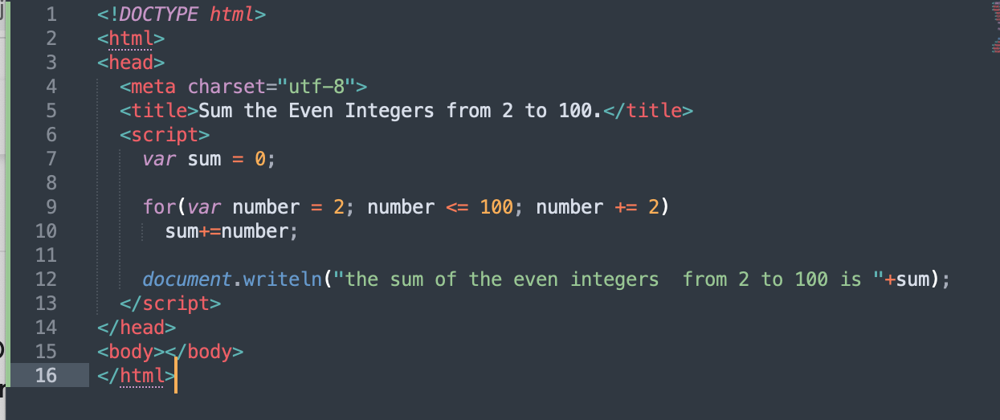 1 <!DOCTYPE html>
2 <html>
3 <head>
4   <meta charset="utf-8">
5   <title>Sum the Even Integers from 2 to 100.</title>
6   <script>
7     var sum = 0;
8
9     for(var number = 2; number <= 100; number += 2)
10       sum+=number;
11
12     document.writeln("the sum of the even integers  from 2 to 100 is "+sum);
13   </script>
14 </head>
15 <body></body>
16 </html>